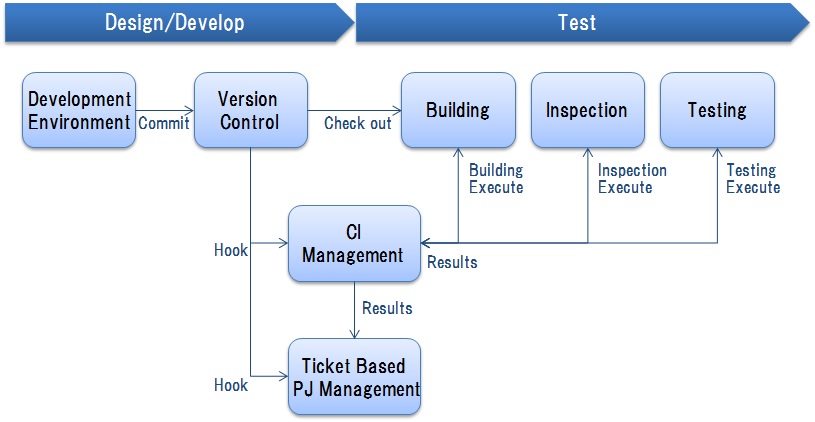 Design/Develop
Test
Development
Environment
Commit
Version
Control
Check out
Building
Inspection
Testing
Building
Execute
Inspection
Execute
Testing
Execute
Hook
CI
Management
Results
Results
Hook
Ticket Based
PJ Management